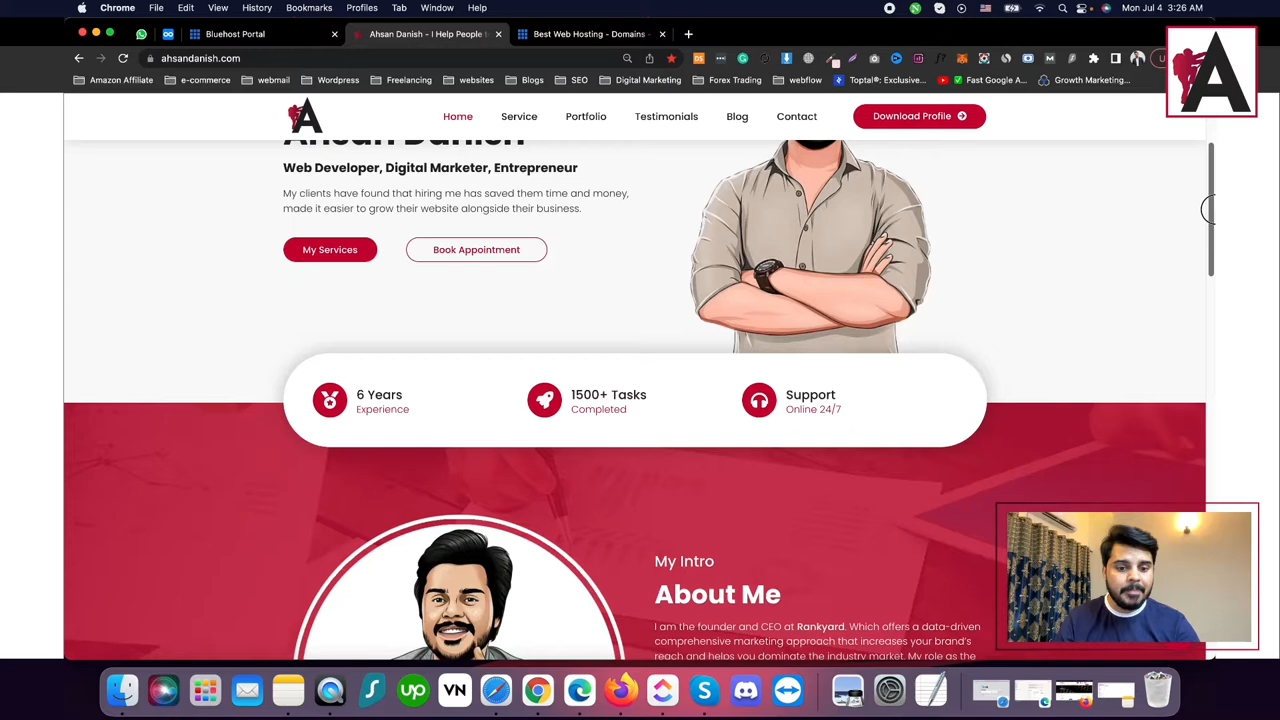 Chrome File Edit View History Bookmarks Profiles Tab Window Help
Mon Jul 4 3:26 AM
Bluehost Portal
Ahsan Danish - I Help People t
Best Web Hosting - Domains -
ahsandanish.com
Amazon Affiliate e-commerce webmail Wordpress Freelancing websites Blogs SEO Digital Marketing Forex Trading webflow Toptal: Exclusive... Fast Google A... Growth Marketing...
A
A
Home Service Portfolio Testimonials Blog Contact Download Profile
Ahsan Danish
Web Developer, Digital Marketer, Entrepreneur
My clients have found that hiring me has saved them time and money,
made it easier to grow their website alongside their business.
My Services Book Appointment
6 Years
Experience
1500+ Tasks
Completed
Support
Online 24/7
My Intro
About Me
I am the founder and CEO at Rankyard. Which offers a data-driven
comprehensive marketing approach that increases your brand's
reach and helps you dominate the industry market. My role as the
up
VN